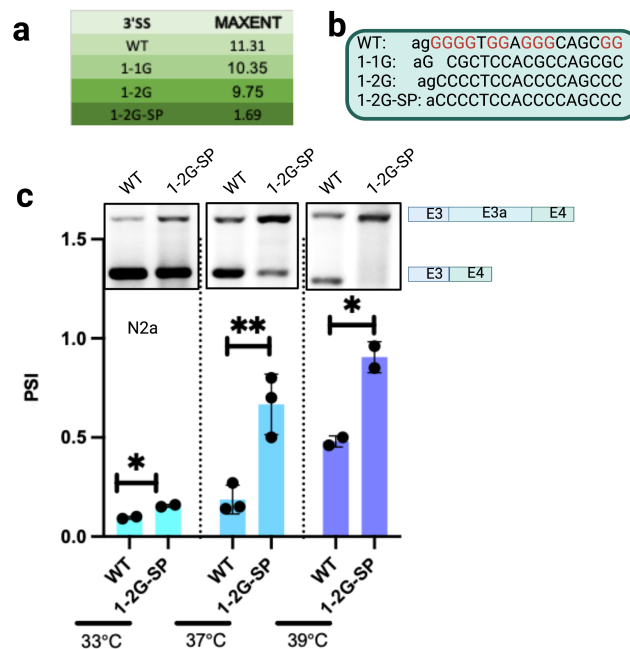 a
3'SS MAXENT
WT 11.31
1-1G 10.35
1-2G 9.75
1-2G-SP 1.69
b
WT: agGGGGTGGAGGGCAGCGG
1-1G: aG CGCTCCACGCCAGCGC
1-2G: agCCCCTCCACCCCAGCCC
1-2G-SP: aCCCCTCCACCCCAGCCC
c
WT 1-2G-SP WT 1-2G-SP WT 1-2G-SP
E3 E3a E4
E3 E4
PSI
1.5
1.0
0.5
0.0
N2a
* ** *
WT 1-2G-SP WT 1-2G-SP WT 1-2G-SP
33°C 37°C 39°C